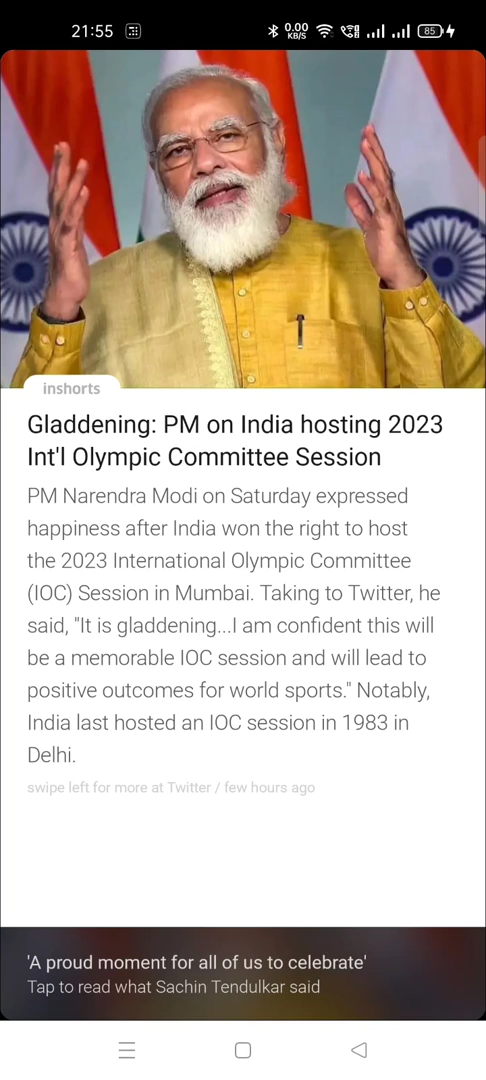 21:55
0.00
KB/S
85
inshorts
Gladdening: PM on India hosting 2023
Int'l Olympic Committee Session
PM Narendra Modi on Saturday expressed
happiness after India won the right to host
the 2023 International Olympic Committee
(IOC) Session in Mumbai. Taking to Twitter, he
said, "It is gladdening...I am confident this will
be a memorable IOC session and will lead to
positive outcomes for world sports." Notably,
India last hosted an IOC session in 1983 in
Delhi.
swipe left for more at Twitter / few hours ago
'A proud moment for all of us to celebrate'
Tap to read what Sachin Tendulkar said